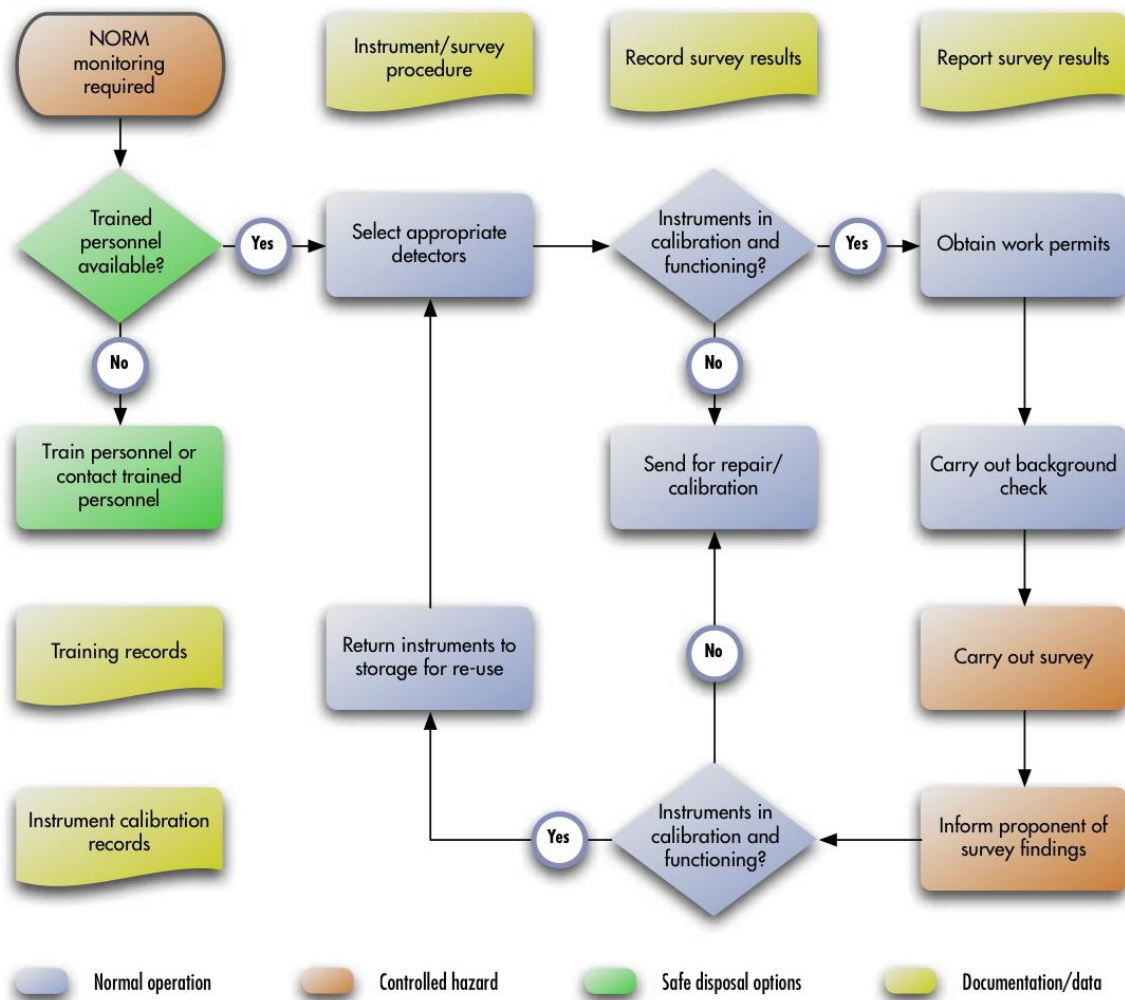 NORM
monitoring
required
Instrument/survey
procedure
Record survey results
Report survey results
Trained
personnel
available?
Yes
Select appropriate
detectors
Instruments in
calibration and
functioning?
Yes
Obtain work permits
No
No
Train personnel or
contact trained
personnel
Send for repair/
calibration
Carry out background
check
Training records
Return instruments to
storage for re-use
No
Carry out survey
Instrument calibration
records
Yes
Instruments in
calibration and
functioning?
Inform proponent of
survey findings
Normal operation
Controlled hazard
Safe disposal options
Documentation/data